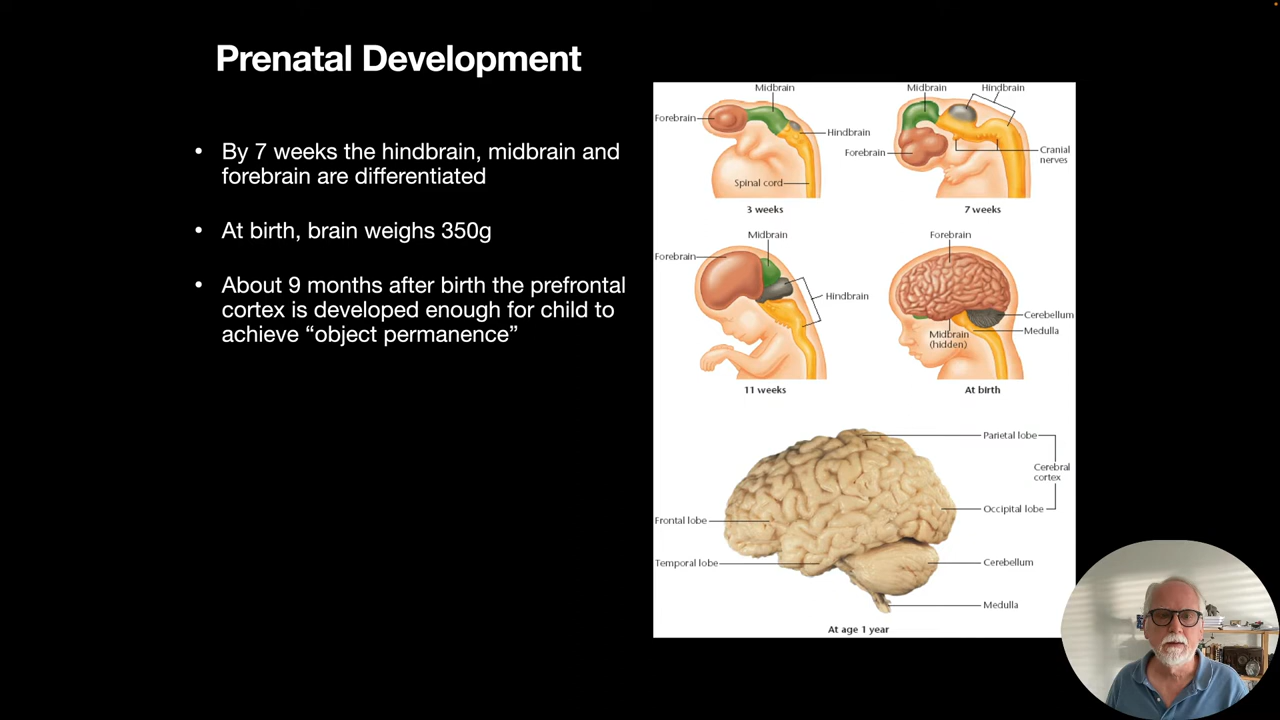 Prenatal Development
• By 7 weeks the hindbrain, midbrain and
forebrain are differentiated
• At birth, brain weighs 350g
• About 9 months after birth the prefrontal
cortex is developed enough for child to
achieve “object permanence”
Midbrain
Forebrain
Hindbrain
Spinal cord
3 weeks
Midbrain
Hindbrain
Forebrain
Cranial
nerves
7 weeks
Midbrain
Forebrain
Hindbrain
11 weeks
Forebrain
Cerebellum
Medulla
Midbrain
(hidden)
At birth
Parietal lobe
Cerebral
cortex
Occipital lobe
Frontal lobe
Temporal lobe
Cerebellum
Medulla
At age 1 year